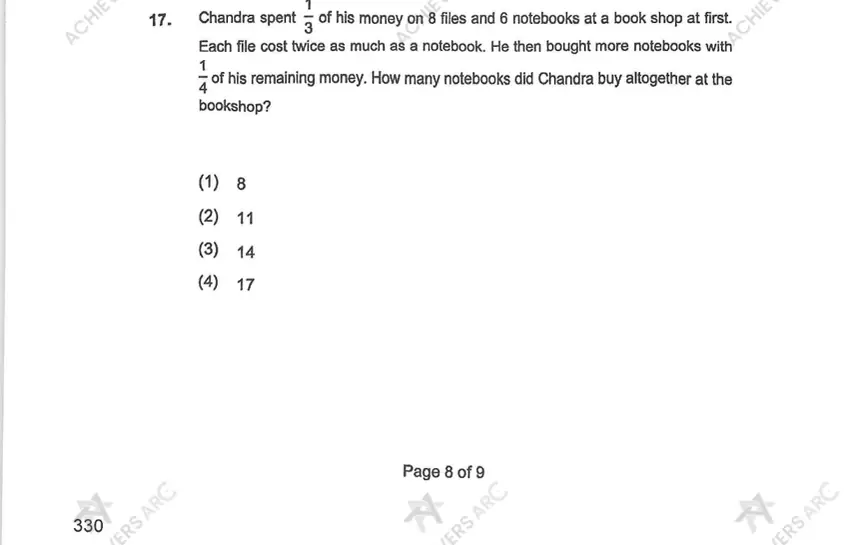 17. Chandra spent 1/3 of his money on 8 files and 6 notebooks at a book shop at first.
Each file cost twice as much as a notebook. He then bought more notebooks with
1/4 of his remaining money. How many notebooks did Chandra buy altogether at the
bookshop?
(1) 8
(2) 11
(3) 14
(4) 17
Page 8 of 9
330